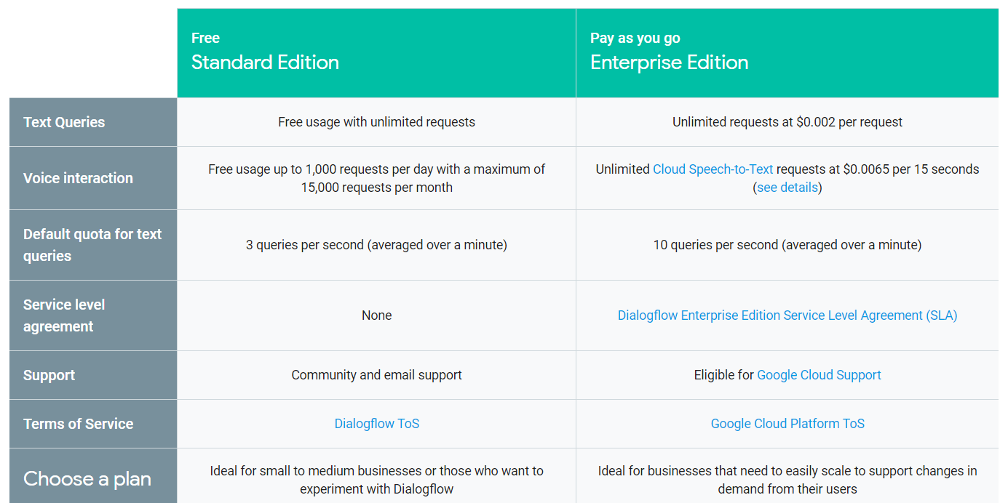 Free
Standard Edition
Pay as you go
Enterprise Edition
Text Queries
Free usage with unlimited requests
Unlimited requests at $0.002 per request
Voice interaction
Free usage up to 1,000 requests per day with a maximum of
15,000 requests per month
Unlimited Cloud Speech-to-Text requests at $0.0065 per 15 seconds
(see details)
Default quota for text
queries
3 queries per second (averaged over a minute)
10 queries per second (averaged over a minute)
Service level
agreement
None
Dialogflow Enterprise Edition Service Level Agreement (SLA)
Support
Community and email support
Eligible for Google Cloud Support
Terms of Service
Dialogflow ToS
Google Cloud Platform ToS
Choose a plan
Ideal for small to medium businesses or those who want to
experiment with Dialogflow
Ideal for businesses that need to easily scale to support changes in
demand from their users